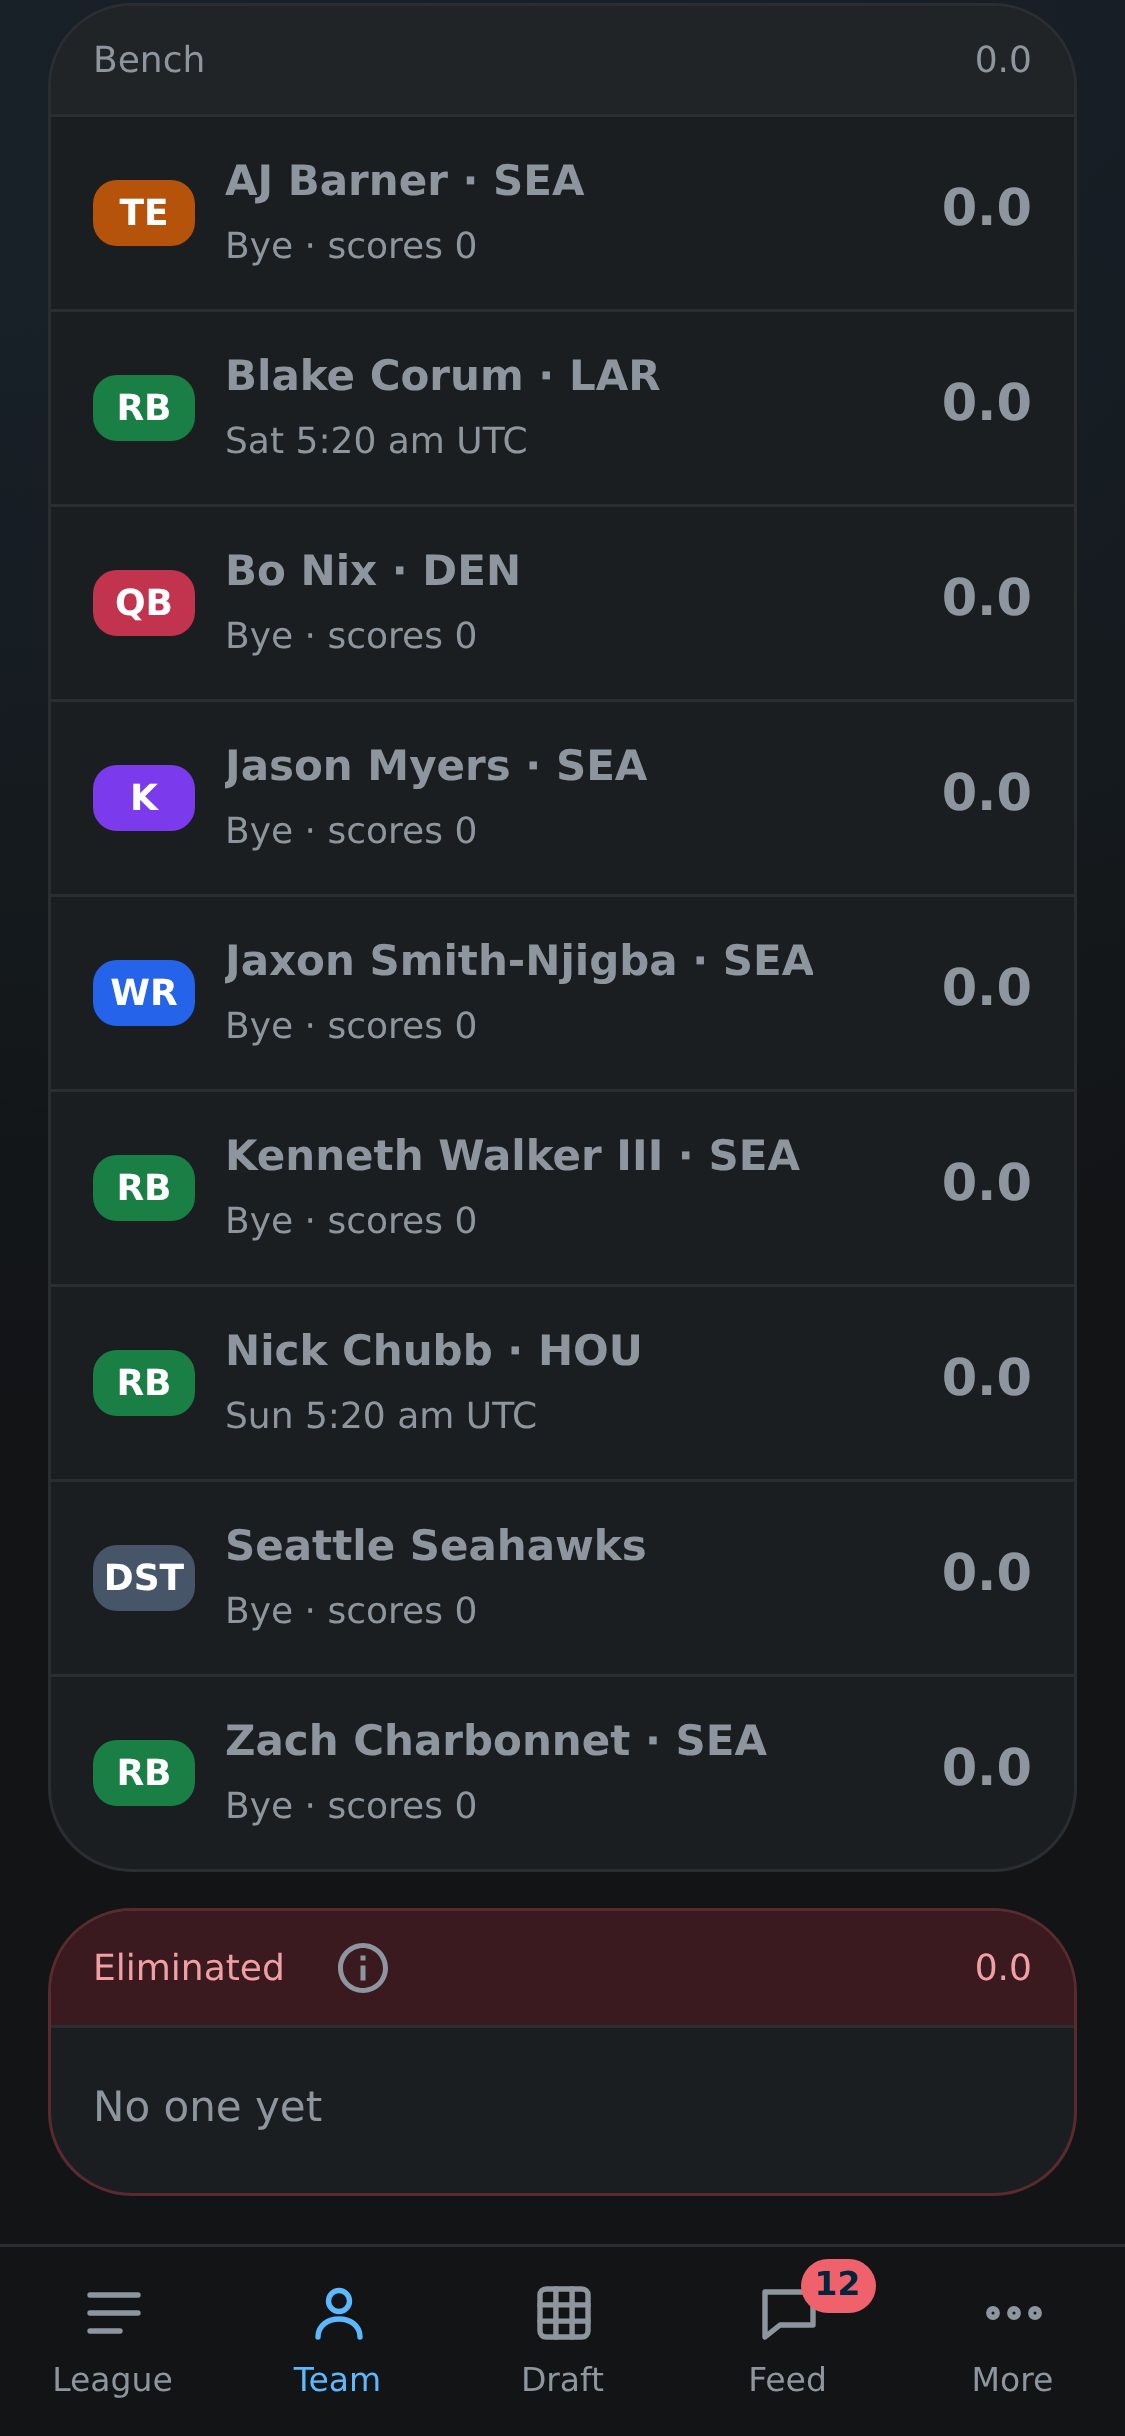 Bench 0.0
TE AJ Barner · SEA 0.0
Bye · scores 0
RB Blake Corum · LAR 0.0
Sat 5:20 am UTC
QB Bo Nix · DEN 0.0
Bye · scores 0
K Jason Myers · SEA 0.0
Bye · scores 0
WR Jaxon Smith-Njigba · SEA 0.0
Bye · scores 0
RB Kenneth Walker III · SEA 0.0
Bye · scores 0
RB Nick Chubb · HOU 0.0
Sun 5:20 am UTC
DST Seattle Seahawks 0.0
Bye · scores 0
RB Zach Charbonnet · SEA 0.0
Bye · scores 0
Eliminated 0.0
No one yet
12
League Team Draft Feed More